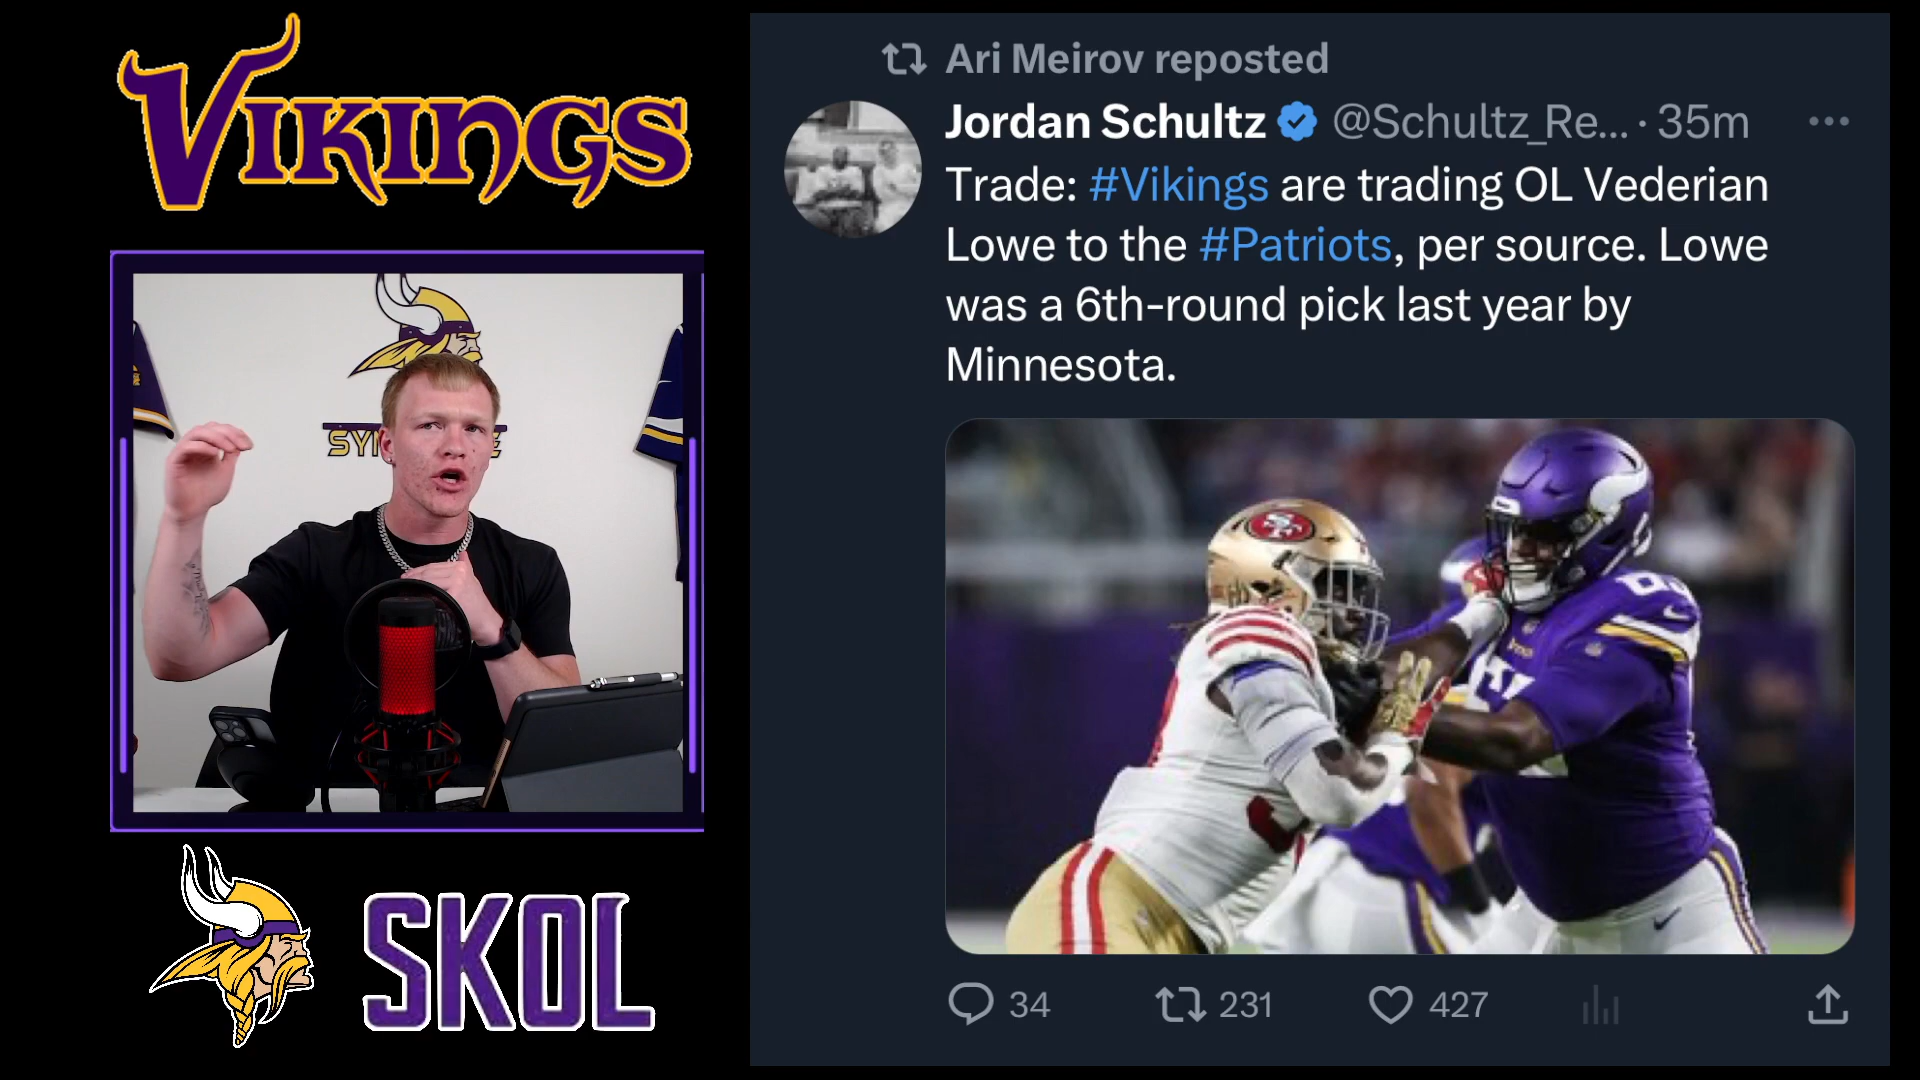 VIKINGS
SKOL
Ari Meirov reposted
Jordan Schultz @Schultz_Re... · 35m
Trade: #Vikings are trading OL Vederian
Lowe to the #Patriots, per source. Lowe
was a 6th-round pick last year by
Minnesota.
34 231 427